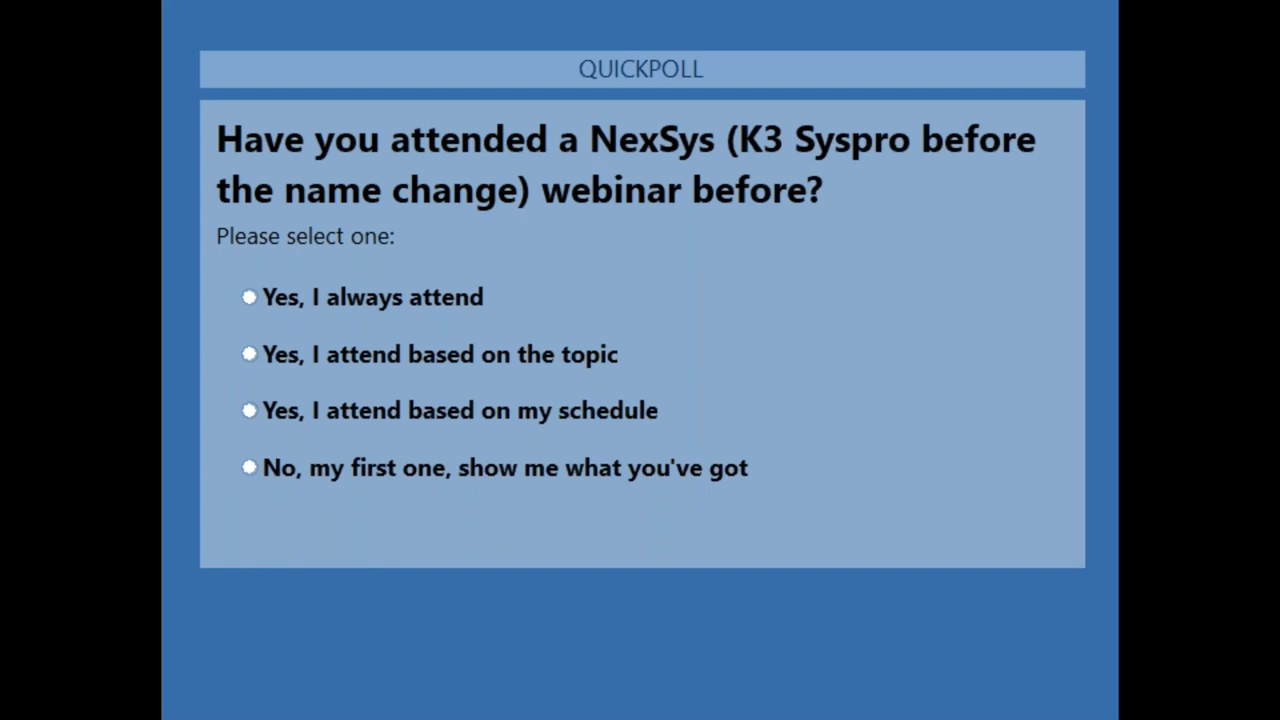 QUICKPOLL
Have you attended a NexSys (K3 Syspro before
the name change) webinar before?
Please select one:
Yes, I always attend
Yes, I attend based on the topic
Yes, I attend based on my schedule
No, my first one, show me what you've got